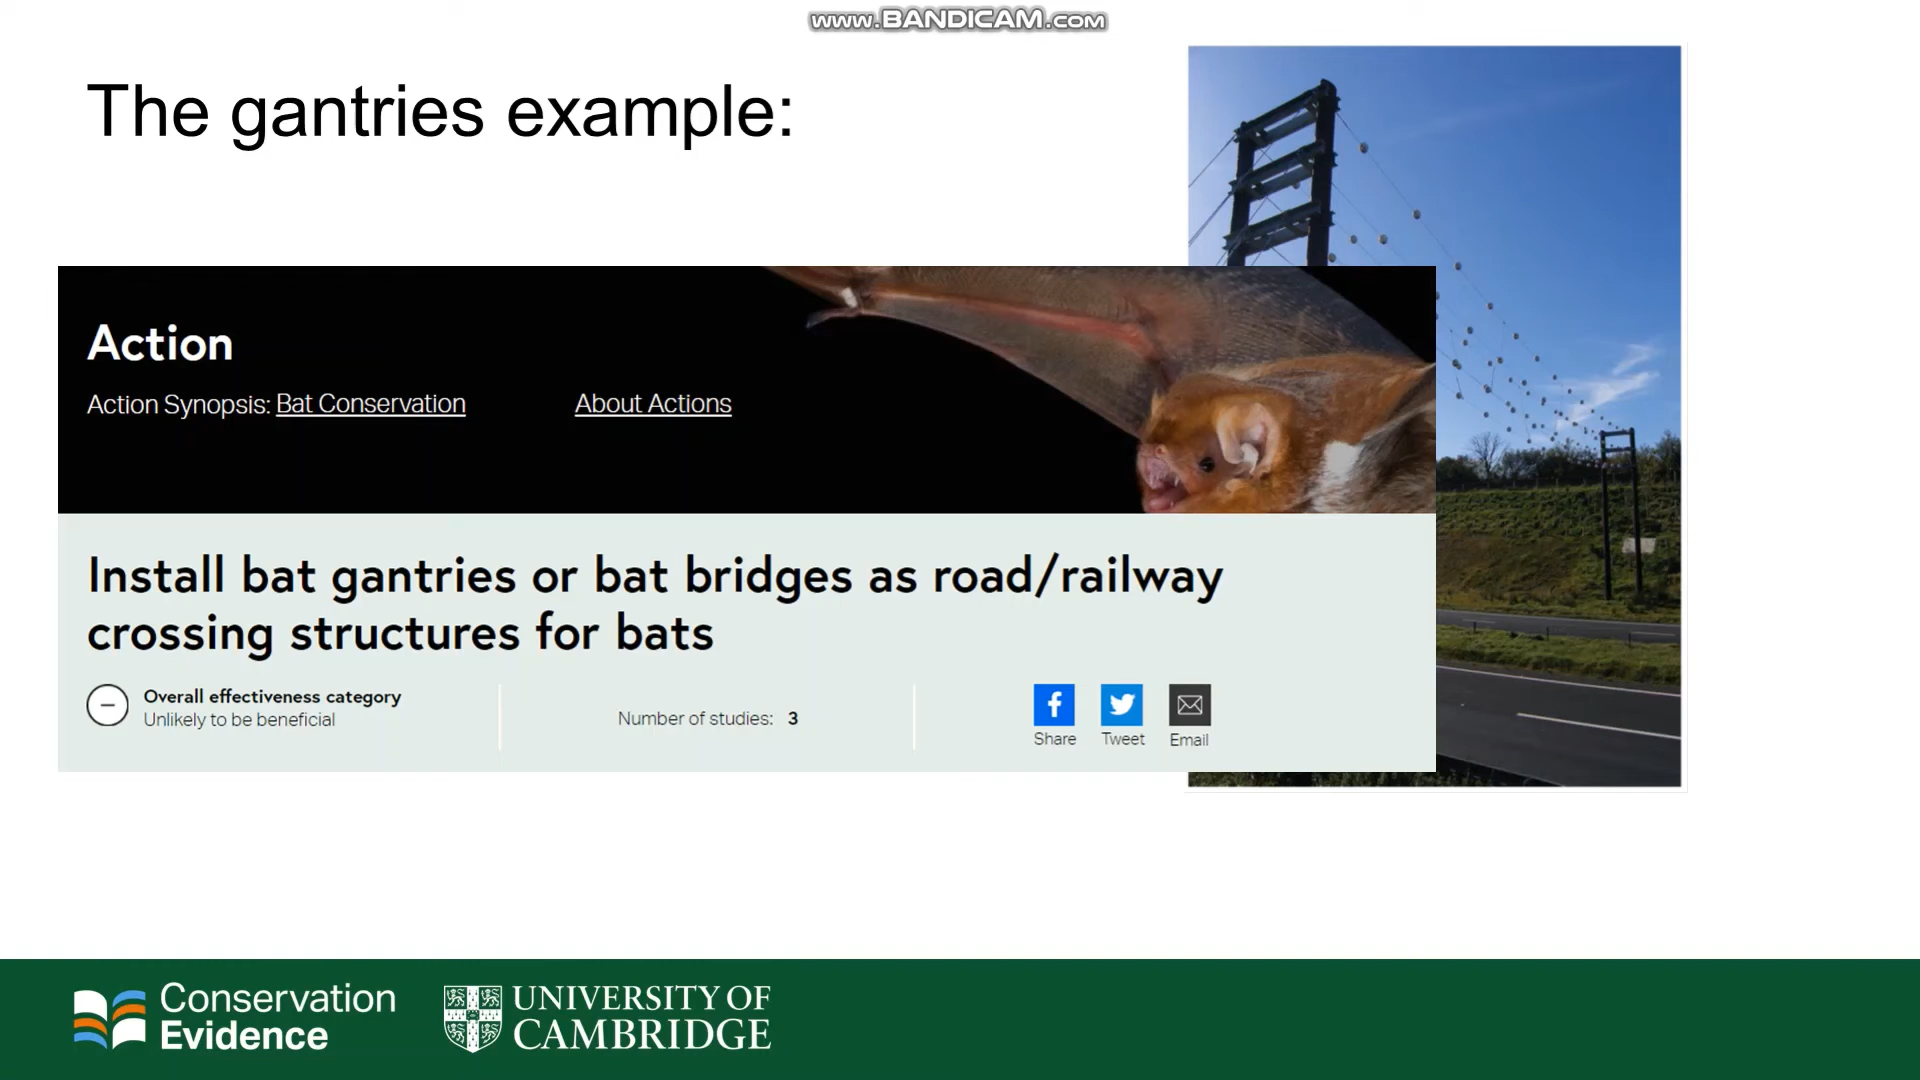 www.BANDICAM.com
The gantries example:
Action
Action Synopsis: Bat Conservation About Actions
Install bat gantries or bat bridges as road/railway
crossing structures for bats
Overall effectiveness category
Unlikely to be beneficial
Number of studies: 3
Share Tweet Email
Conservation
Evidence
UNIVERSITY OF
CAMBRIDGE